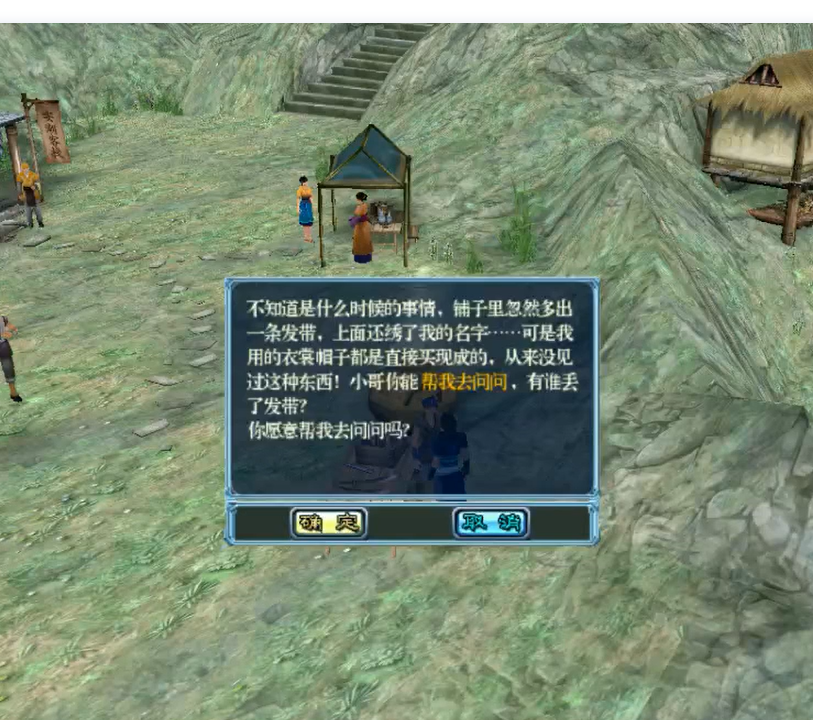 不知道是什么时候的事情，铺子里忽然多出
一条发带，上面还绣了我的名字……可是我
用的衣裳帽子都是直接买现成的，从来没见
过这种东西！小哥你能帮我去问问，有谁丢
了发带？
你愿意帮我去问问吗？
确 定
取 消